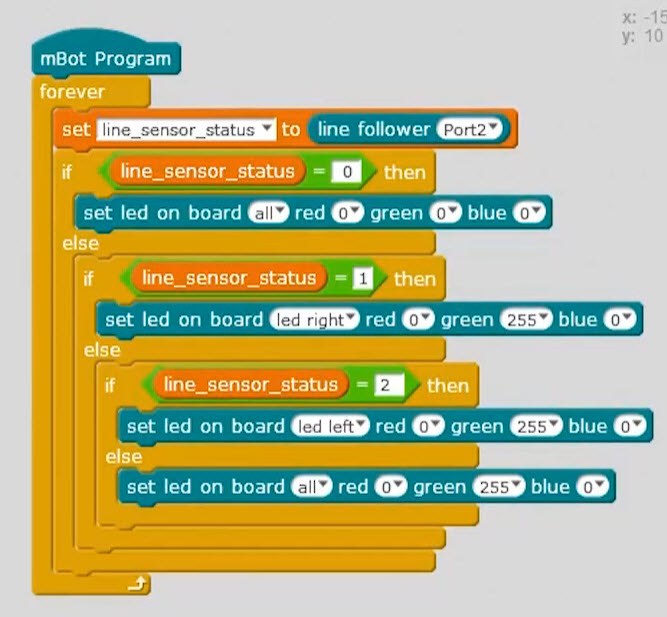 x: -15
y: 10
mBot Program
forever
set line_sensor_status to line follower Port2
if line_sensor_status = 0 then
set led on board all red 0 green 0 blue 0
else
if line_sensor_status = 1 then
set led on board led right red 0 green 255 blue 0
else
if line_sensor_status = 2 then
set led on board led left red 0 green 255 blue 0
else
set led on board all red 0 green 255 blue 0